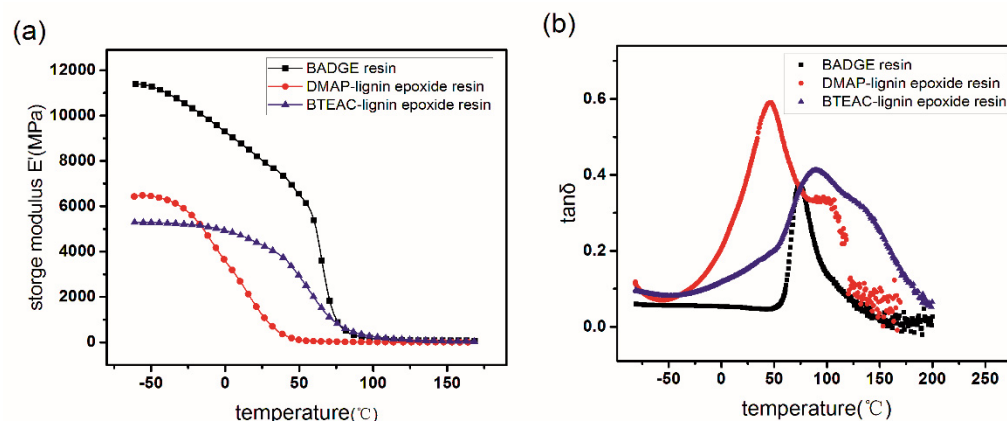 (a)
storge modulus E'(MPa)
12000
10000
8000
6000
4000
2000
0
-50
0
50
100
150
temperature(℃)
BADGE resin
DMAP-lignin epoxide resin
BTEAC-lignin epoxide resin
(b)
tanδ
0.6
0.4
0.2
0.0
-50
0
50
100
150
200
250
temperature(℃)
BADGE resin
DMAP-lignin epoxide resin
BTEAC-lignin epoxide resin